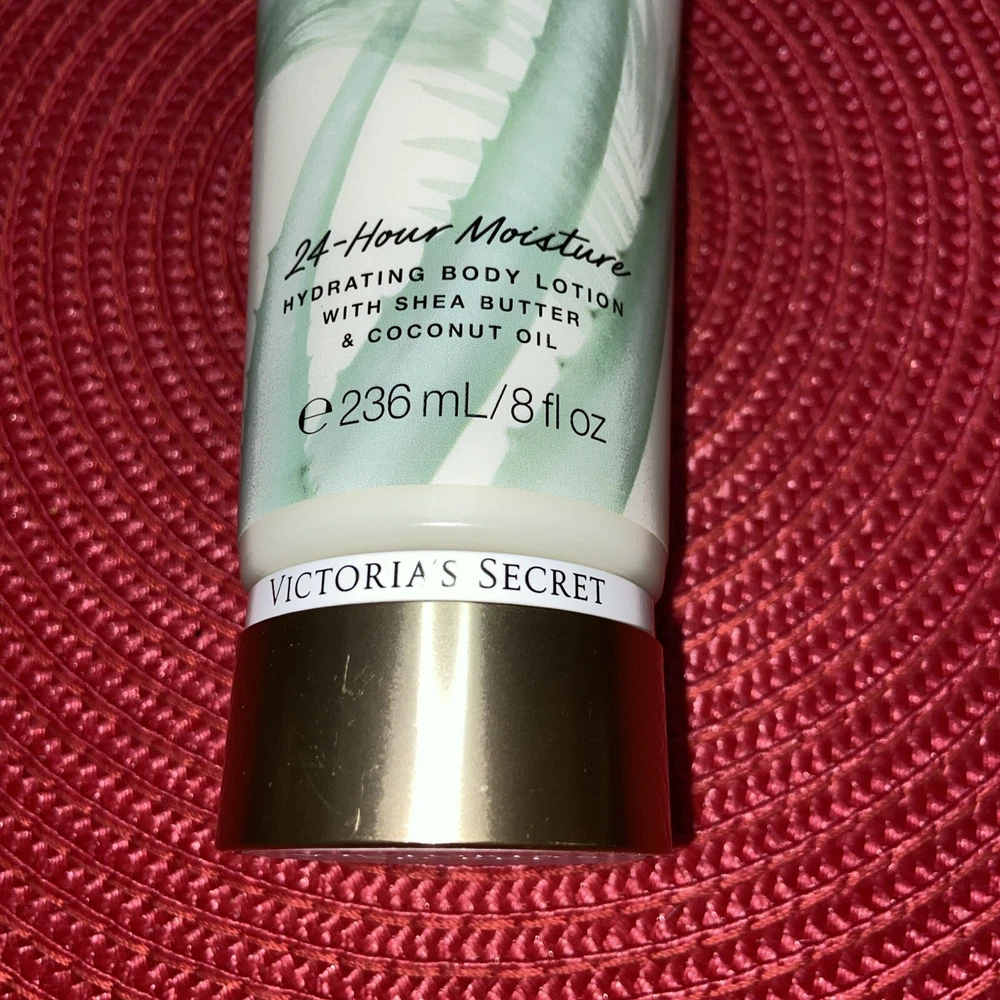 24-Hour Moisture
HYDRATING BODY LOTION
WITH SHEA BUTTER
& COCONUT OIL
℮ 236 mL/8 fl oz
VICTORIA'S SECRET